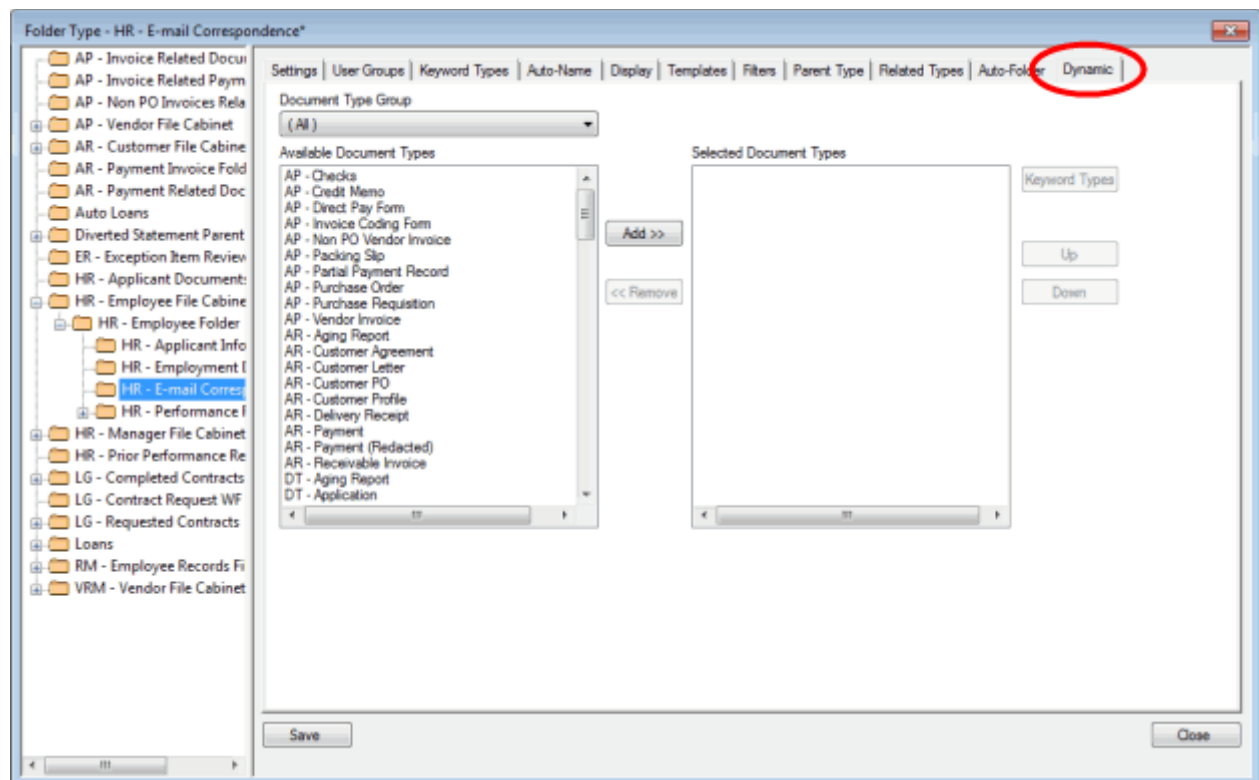 Folder Type - HR - E-mail Correspondence*
AP - Invoice Related Docu
AP - Invoice Related Paym
AP - Non PO Invoices Rela
AP - Vendor File Cabinet
AR - Customer File Cabine
AR - Payment Invoice Fold
AR - Payment Related Doc
Auto Loans
Diverted Statement Parent
ER - Exception Item Review
HR - Applicant Document
HR - Employee File Cabine
HR - Employee Folder
HR - Applicant Info
HR - Employment
HR - E-mail Corres
HR - Performance
HR - Manager File Cabinet
HR - Prior Performance Re
LG - Completed Contracts
LG - Contract Request WF
LG - Requested Contracts
Loans
RM - Employee Records Fi
VRM - Vendor File Cabinet
Settings User Groups Keyword Types Auto-Name Display Templates Filters Parent Type Related Types Auto-Folder Dynamic
Document Type Group
( All )
Available Document Types
AP - Checks
AP - Credit Memo
AP - Direct Pay Form
AP - Invoice Coding Form
AP - Non PO Vendor Invoice
AP - Packing Slip
AP - Partial Payment Record
AP - Purchase Order
AP - Purchase Requisition
AP - Vendor Invoice
AR - Aging Report
AR - Customer Agreement
AR - Customer Letter
AR - Customer PO
AR - Customer Profile
AR - Delivery Receipt
AR - Payment
AR - Payment (Redacted)
AR - Receivable Invoice
DT - Aging Report
DT - Application
Add >>
<< Remove
Selected Document Types
Keyword Types
Up
Down
Save
Close